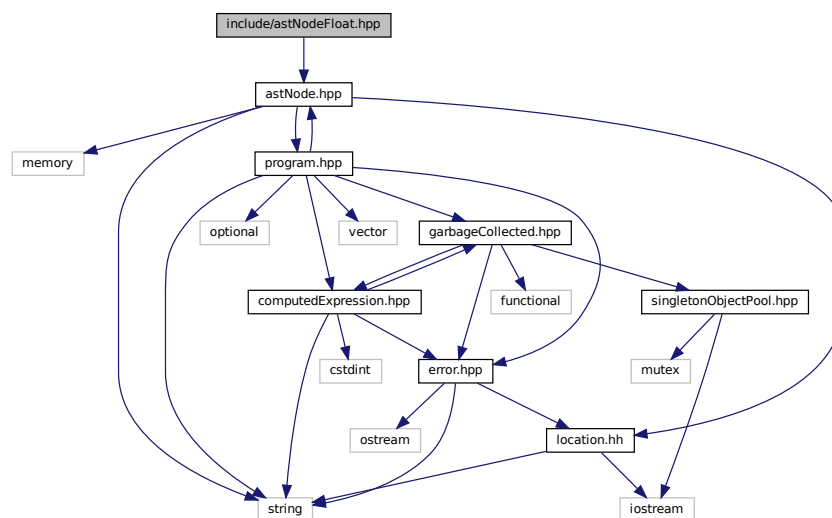 include/astNodeFloat.hpp
astNode.hpp
memory
program.hpp
optional
vector
garbageCollected.hpp
computedExpression.hpp
functional
singletonObjectPool.hpp
cstdint
error.hpp
mutex
ostream
location.hh
string
iostream